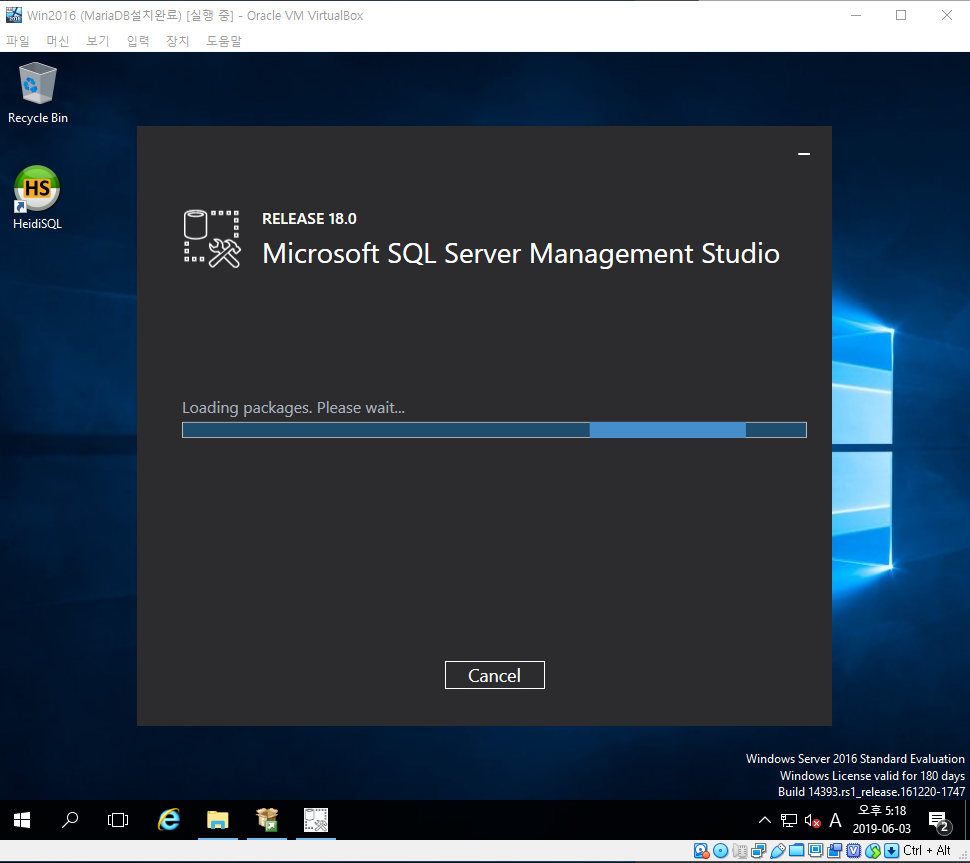 Win2016 (MariaDB설치완료) [실행 중] - Oracle VM VirtualBox
파일 머신 보기 입력 장치 도움말
Recycle Bin
HS
HeidiSQL
RELEASE 18.0
Microsoft SQL Server Management Studio
Loading packages. Please wait...
Cancel
Windows Server 2016 Standard Evaluation
Windows License valid for 180 days
Build 14393.rs1_release.161220-1747
A
오후 5:18
2019-06-03
2
Ctrl + Alt